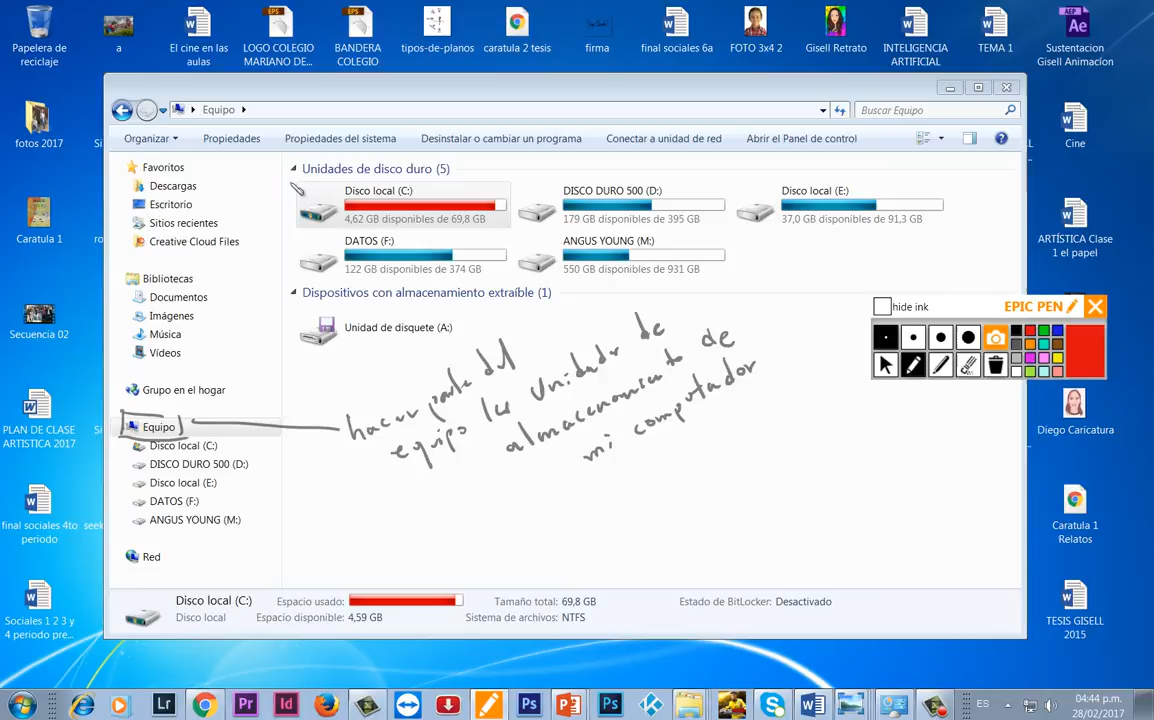 Papelera de
reciclaje
a
El cine en las
aulas
LOGO COLEGIO
MARIANO DE...
BANDERA
COLEGIO
tipos-de-planos
caratula 2 tesis
firma
final sociales 6a
FOTO 3x4 2
Gisell Retrato
INTELIGENCIA
ARTIFICIAL
TEMA 1
AEP
Ae
Sustentacion
Gisell Animacíon
fotos 2017
Caratula 1
Secuencia 02
PLAN DE CLASE
ARTISTICA 2017
final sociales 4to
periodo
seek
Sociales 1 2 3 y
4 periodo pre...
Cine
ARTÍSTICA Clase
1 el papel
Diego Caricatura
Caratula 1
Relatos
TESIS GISELL
2015
Equipo
Buscar Equipo
Organizar
Propiedades
Propiedades del sistema
Desinstalar o cambiar un programa
Conectar a unidad de red
Abrir el Panel de control
Favoritos
Descargas
Escritorio
Sitios recientes
Creative Cloud Files
Bibliotecas
Documentos
Imágenes
Música
Vídeos
Grupo en el hogar
Equipo
Disco local (C:)
DISCO DURO 500 (D:)
Disco local (E:)
DATOS (F:)
ANGUS YOUNG (M:)
Red
Unidades de disco duro (5)
Disco local (C:)
4,62 GB disponibles de 69,8 GB
DISCO DURO 500 (D:)
179 GB disponibles de 395 GB
Disco local (E:)
37,0 GB disponibles de 91,3 GB
DATOS (F:)
122 GB disponibles de 374 GB
ANGUS YOUNG (M:)
550 GB disponibles de 931 GB
Dispositivos con almacenamiento extraíble (1)
Unidad de disquete (A:)
hacen parte del
equipo las Unidades de
almacenamiento de
mi computador
hide ink
EPIC PEN
Disco local (C:)
Disco local
Espacio usado:
Espacio disponible: 4,59 GB
Tamaño total: 69,8 GB
Sistema de archivos: NTFS
Estado de BitLocker: Desactivado
Lr
Pr
Id
Ps
Ps
ES
04:44 p.m.
28/02/2017